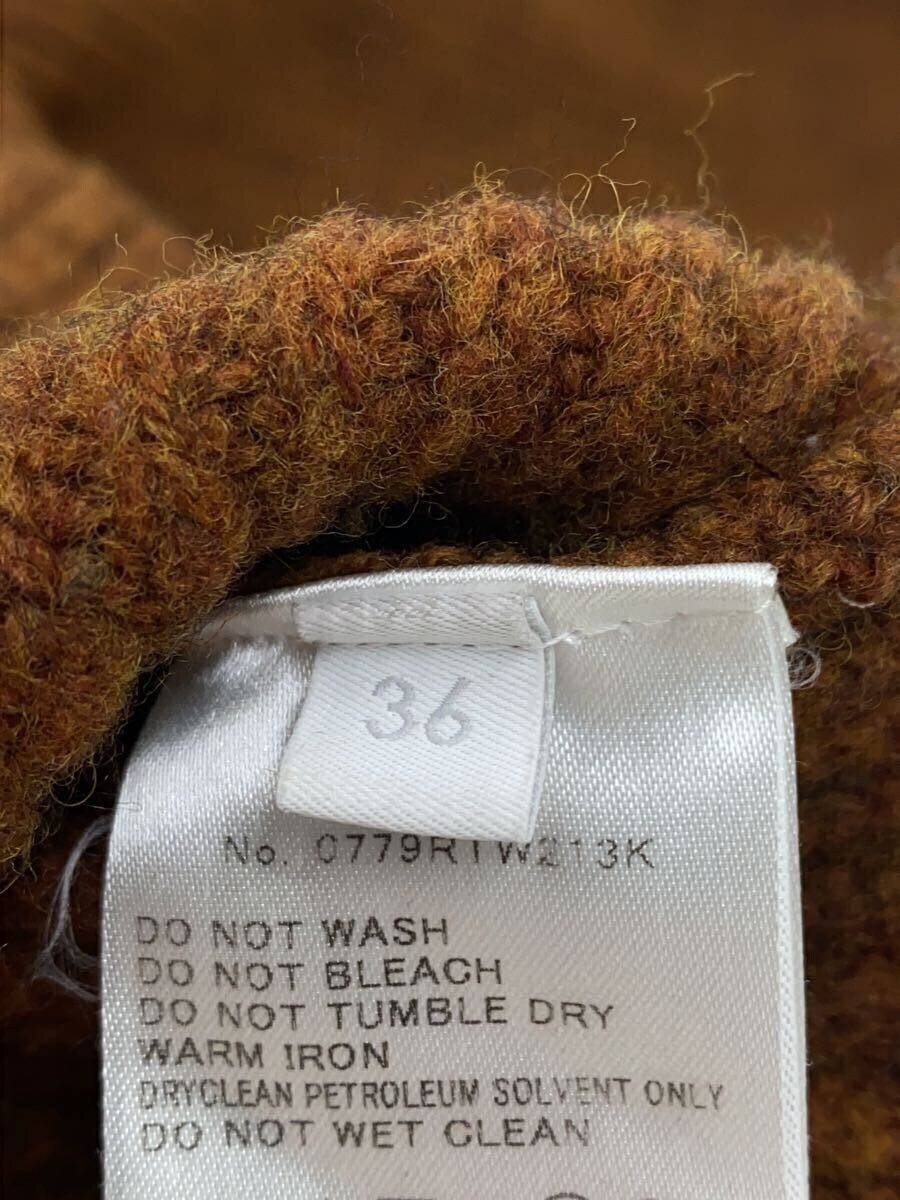 36
No. 0779RTW213K
DO NOT WASH
DO NOT BLEACH
DO NOT TUMBLE DRY
WARM IRON
DRYCLEAN PETROLEUM SOLVENT ONLY
DO NOT WET CLEAN